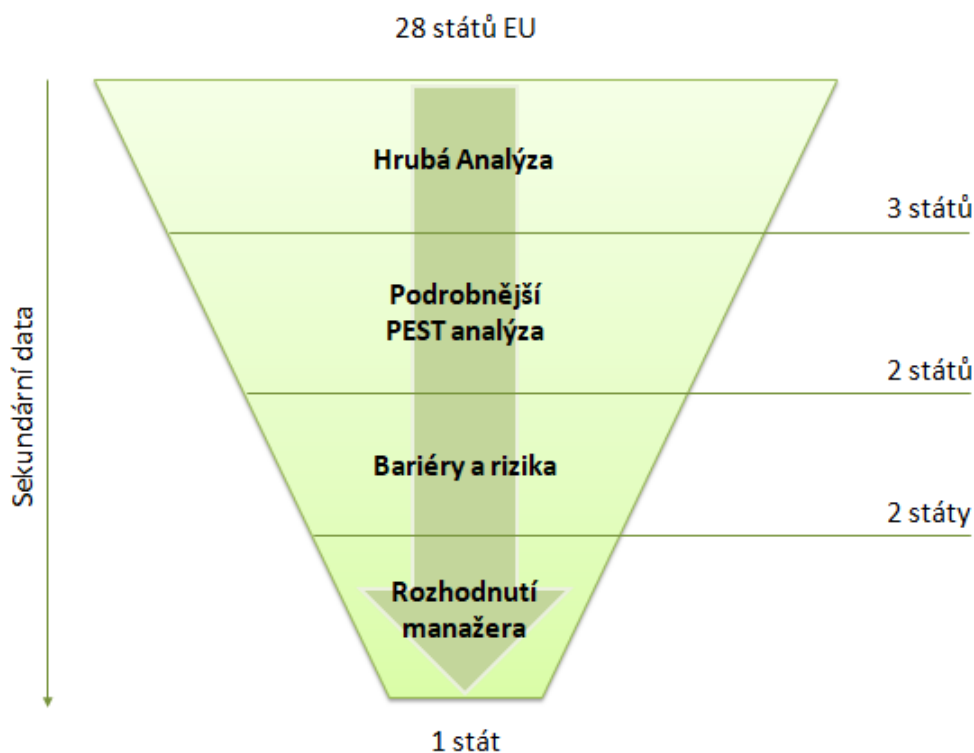 28 států EU
Hrubá Analýza
3 států
Podrobnější
PEST analýza
2 států
Bariéry a rizika
2 státy
Rozhodnutí
manažera
1 stát
Sekundární data